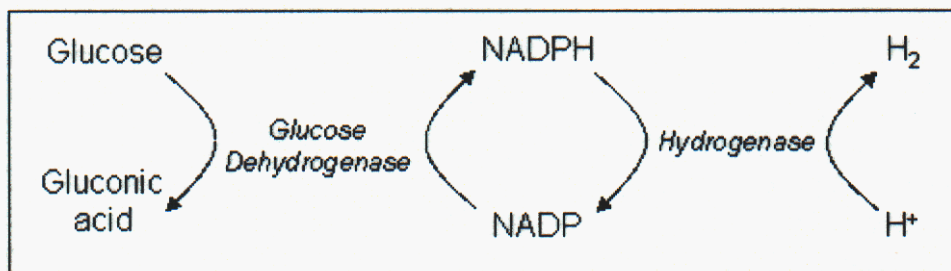 Glucose
NADPH
H₂
Glucose
Dehydrogenase
Hydrogenase
Gluconic
acid
NADP
H⁺